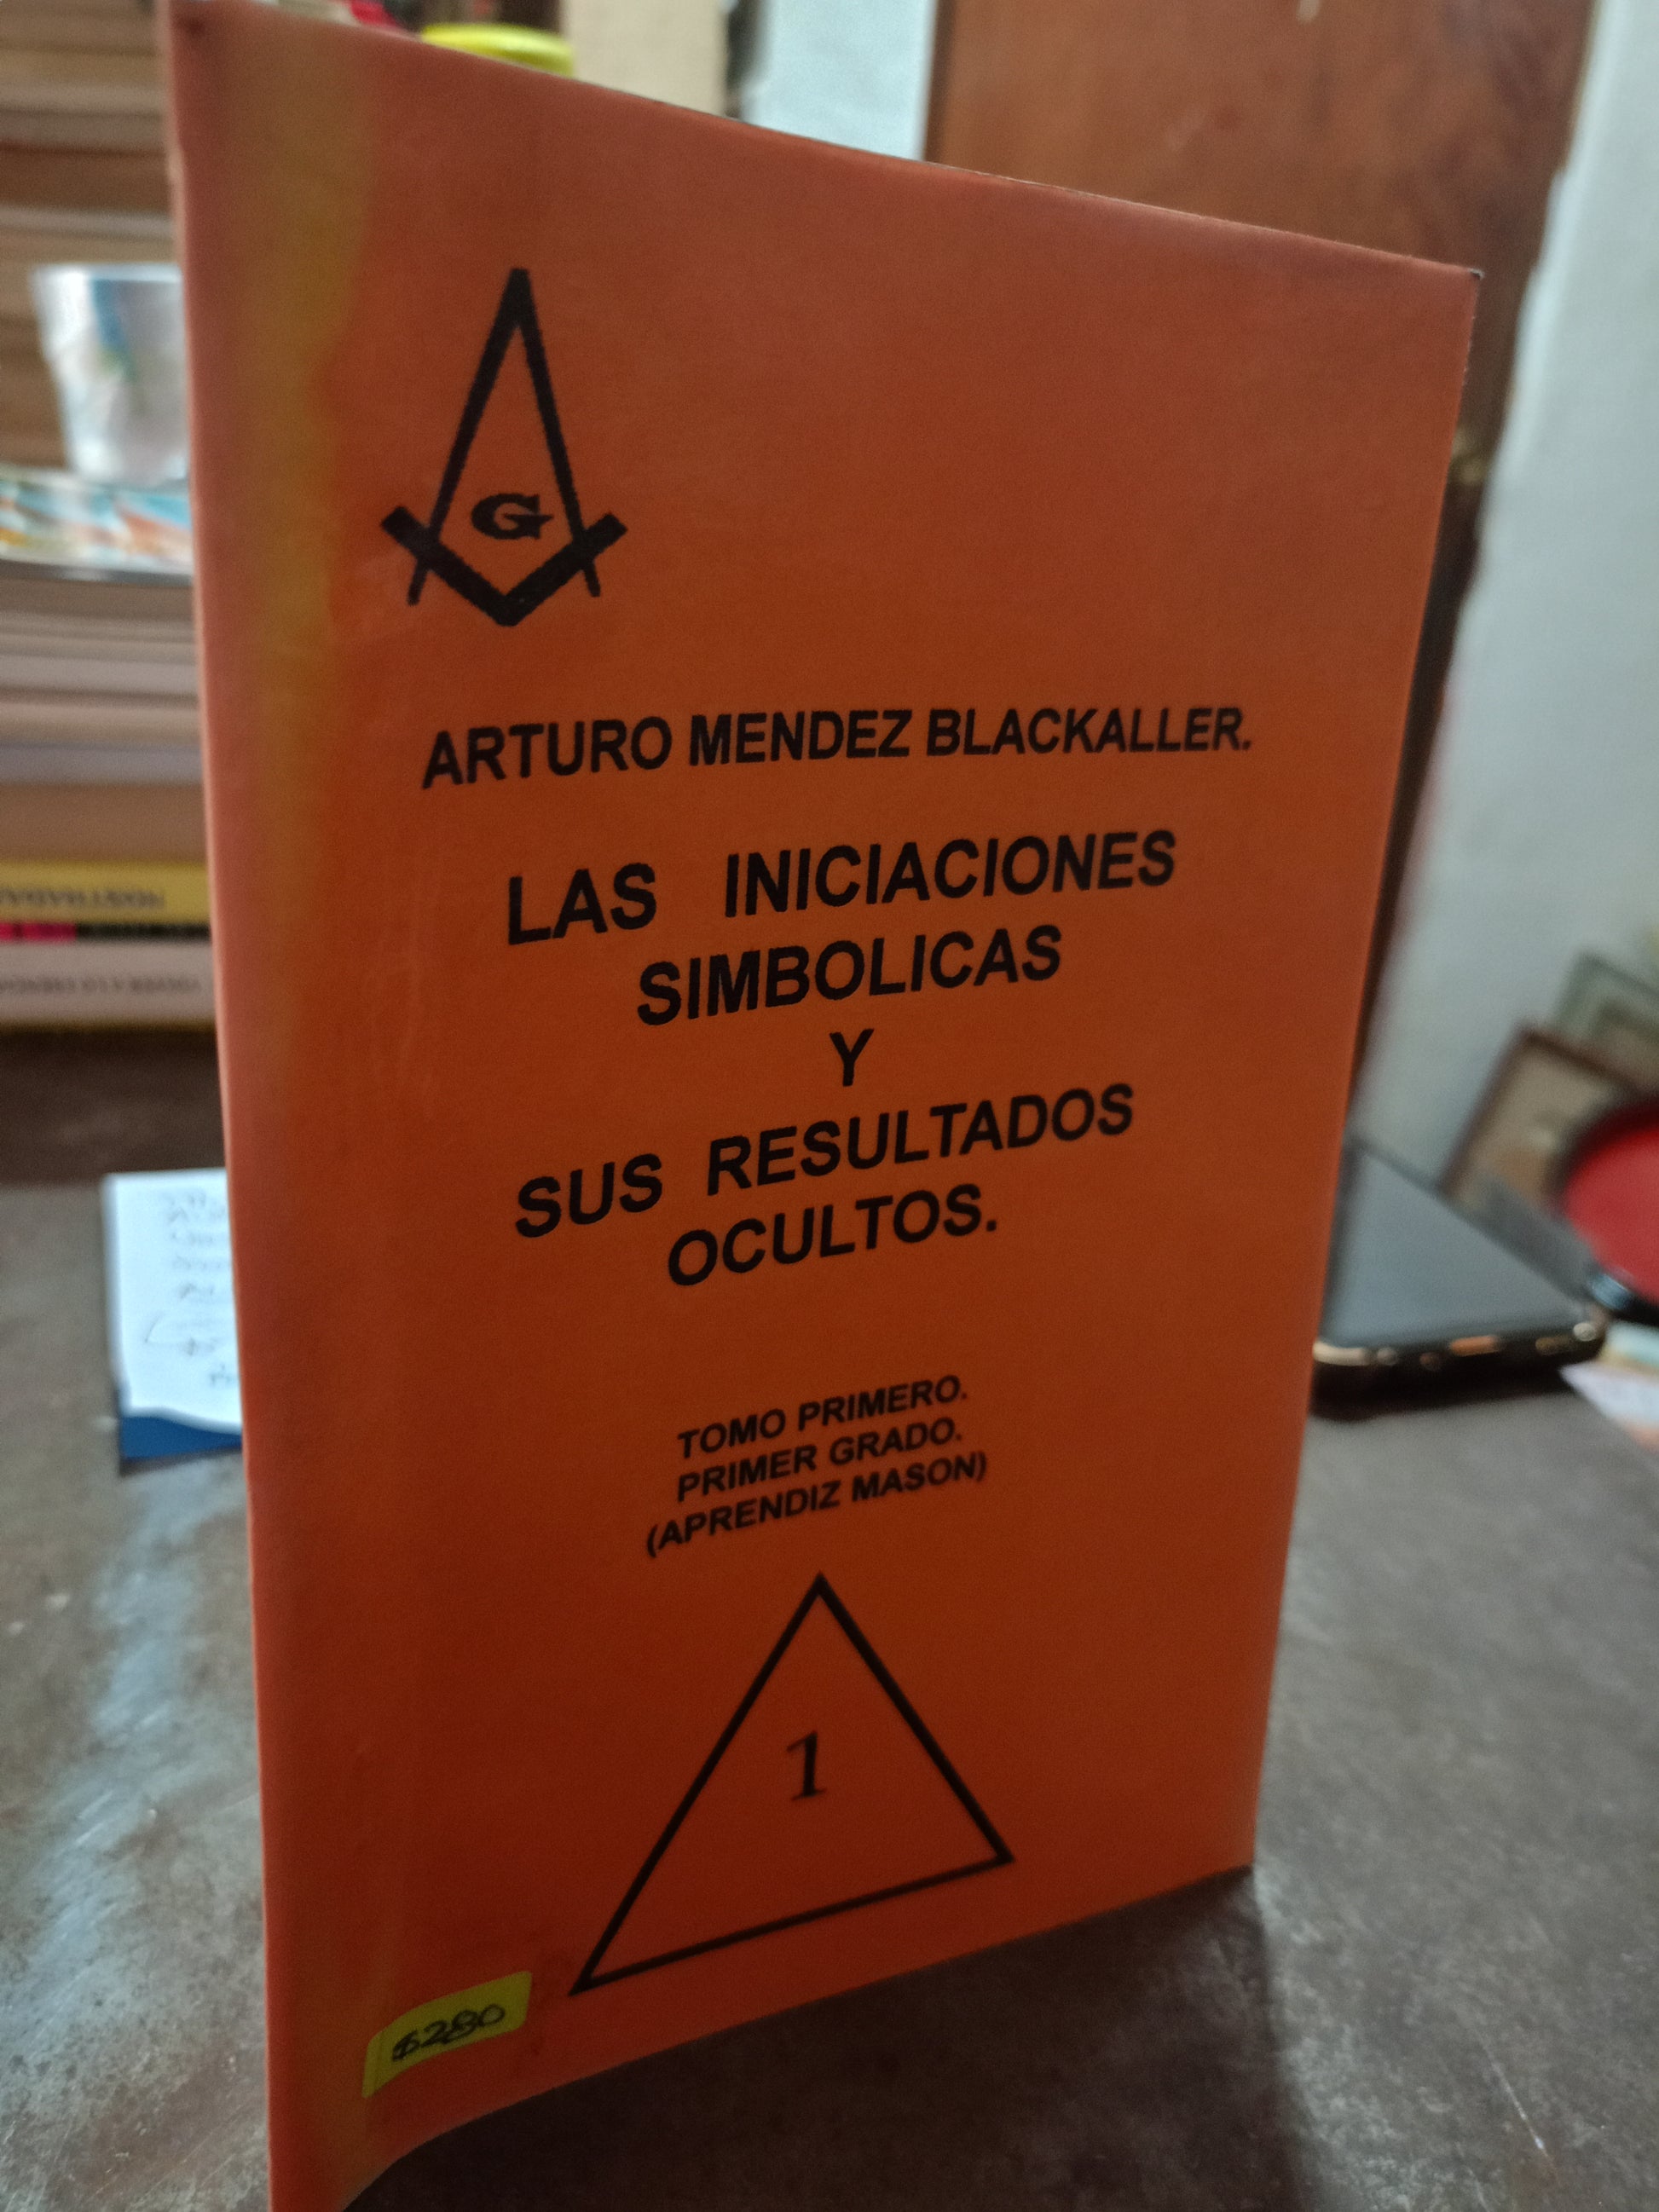 G
ARTURO MENDEZ BLACKALLER.
LAS INICIACIONES
SIMBOLICAS
Y
SUS RESULTADOS
OCULTOS.
TOMO PRIMERO.
PRIMER GRADO.
(APRENDIZ MASON)
1
$280